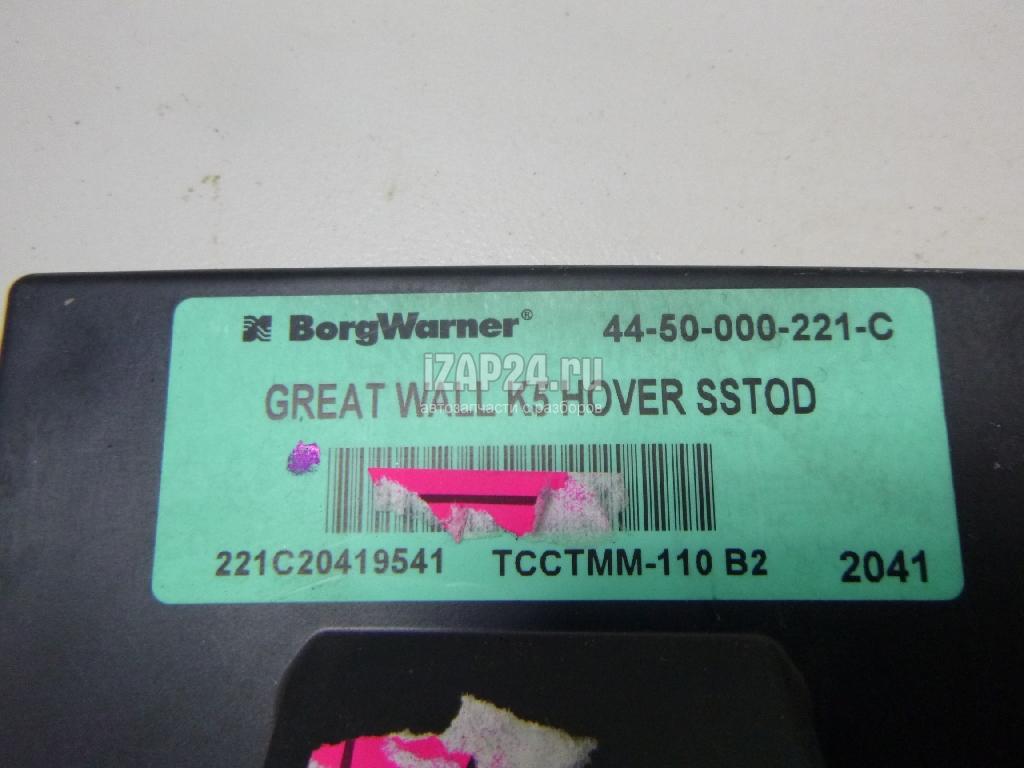 BorgWarner® 44-50-000-221-C
iZAP24.ru
GREAT WALL K5 HOVER SSTOD
автозапчасти с разборов
221C20419541 TCCTMM-110 B2 2041